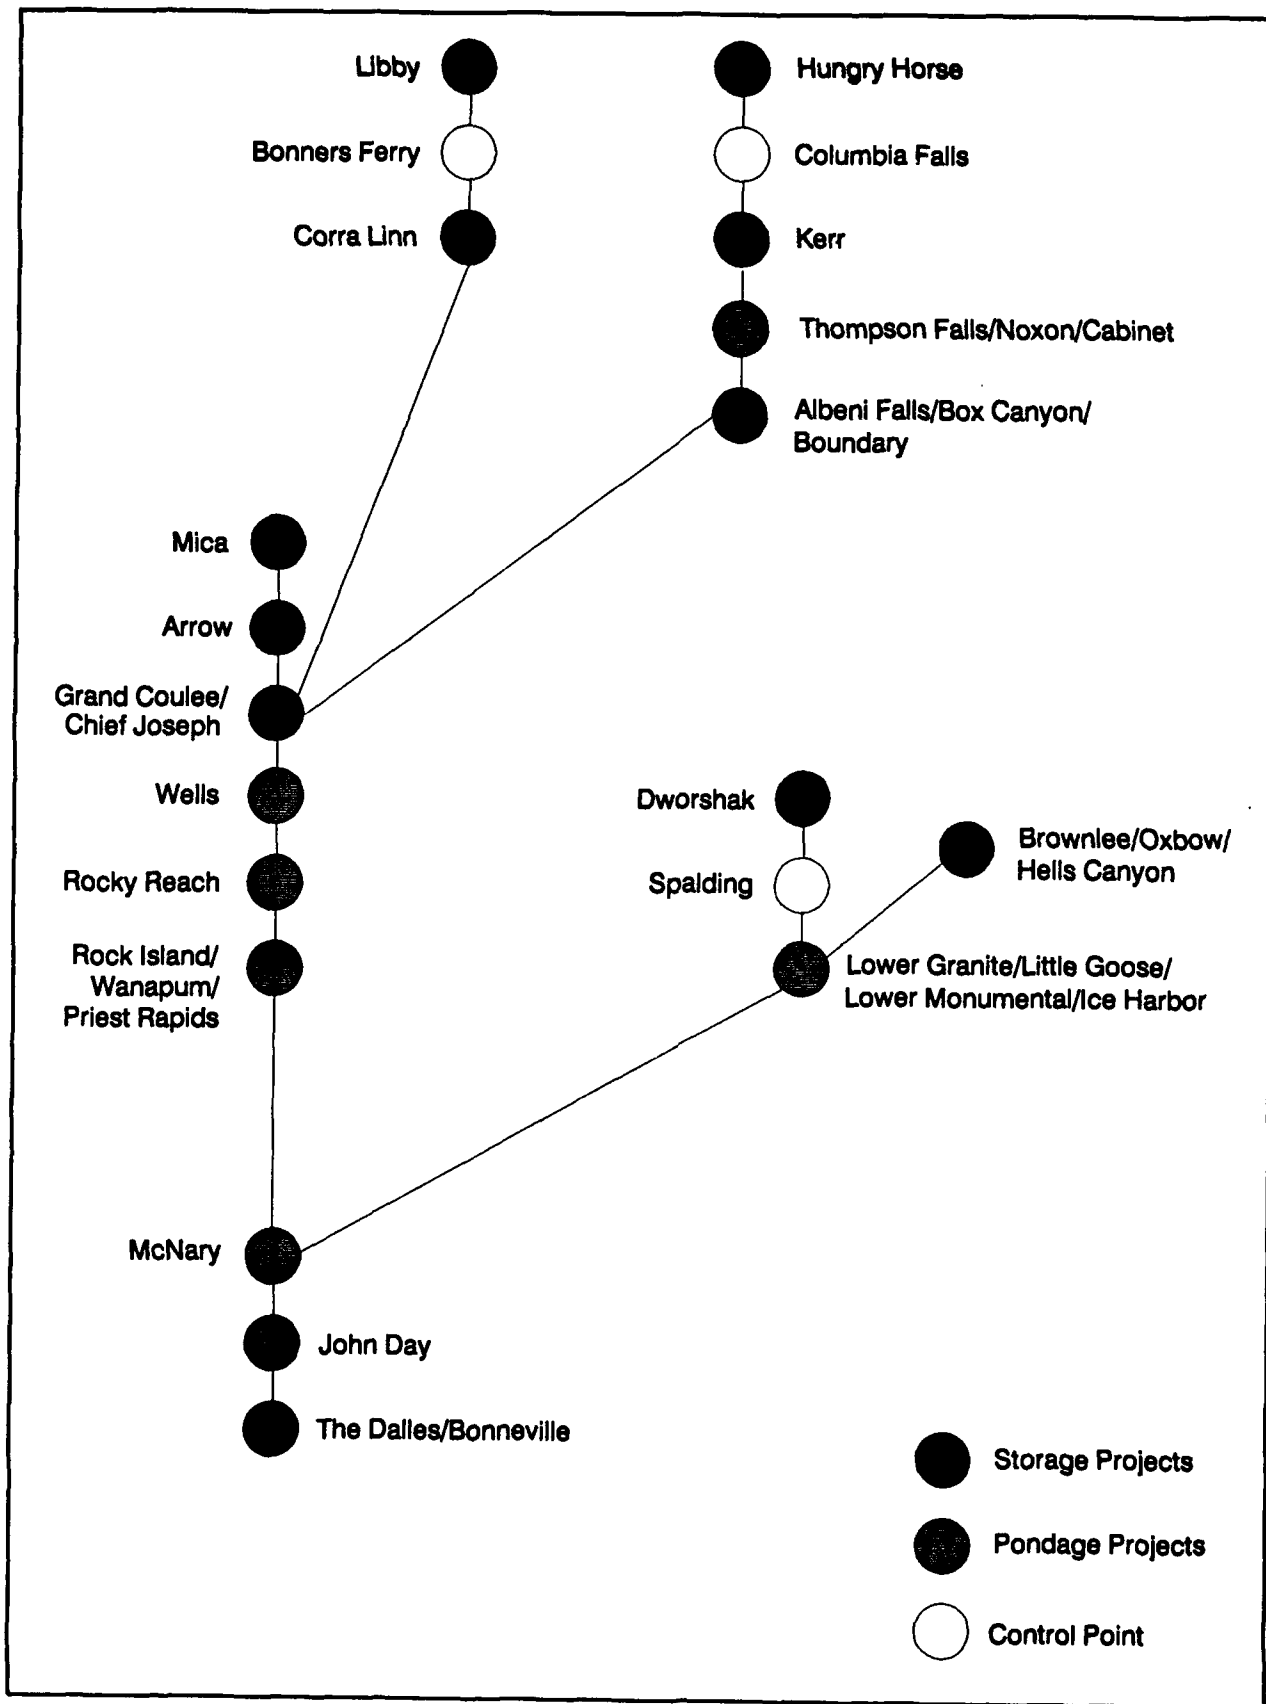 Libby
Hungry Horse
Bonners Ferry
Columbia Falls
Corra Linn
Kerr
Thompson Falls/Noxon/Cabinet
Albeni Falls/Box Canyon/
Boundary
Mica
Arrow
Grand Coulee/
Chief Joseph
Wells
Dworshak
Brownlee/Oxbow/
Hells Canyon
Rocky Reach
Spalding
Rock Island/
Wanapum/
Priest Rapids
Lower Granite/Little Goose/
Lower Monumental/Ice Harbor
McNary
John Day
The Dalles/Bonneville
Storage Projects
Pondage Projects
Control Point